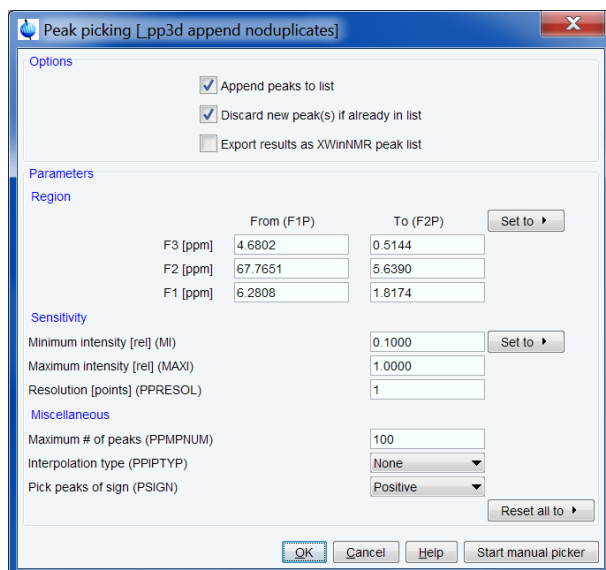 Peak picking [_pp3d append noduplicates]
Options
Append peaks to list
Discard new peak(s) if already in list
Export results as XWinNMR peak list
Parameters
Region
From (F1P) To (F2P) Set to
F3 [ppm] 4.6802 0.5144
F2 [ppm] 67.7651 5.6390
F1 [ppm] 6.2808 1.8174
Sensitivity
Minimum intensity [rel] (MI) 0.1000 Set to
Maximum intensity [rel] (MAXI) 1.0000
Resolution [points] (PPRESOL) 1
Miscellaneous
Maximum # of peaks (PPMPNUM) 100
Interpolation type (PPIPTYP) None
Pick peaks of sign (PSIGN) Positive
Reset all to
OK Cancel Help Start manual picker